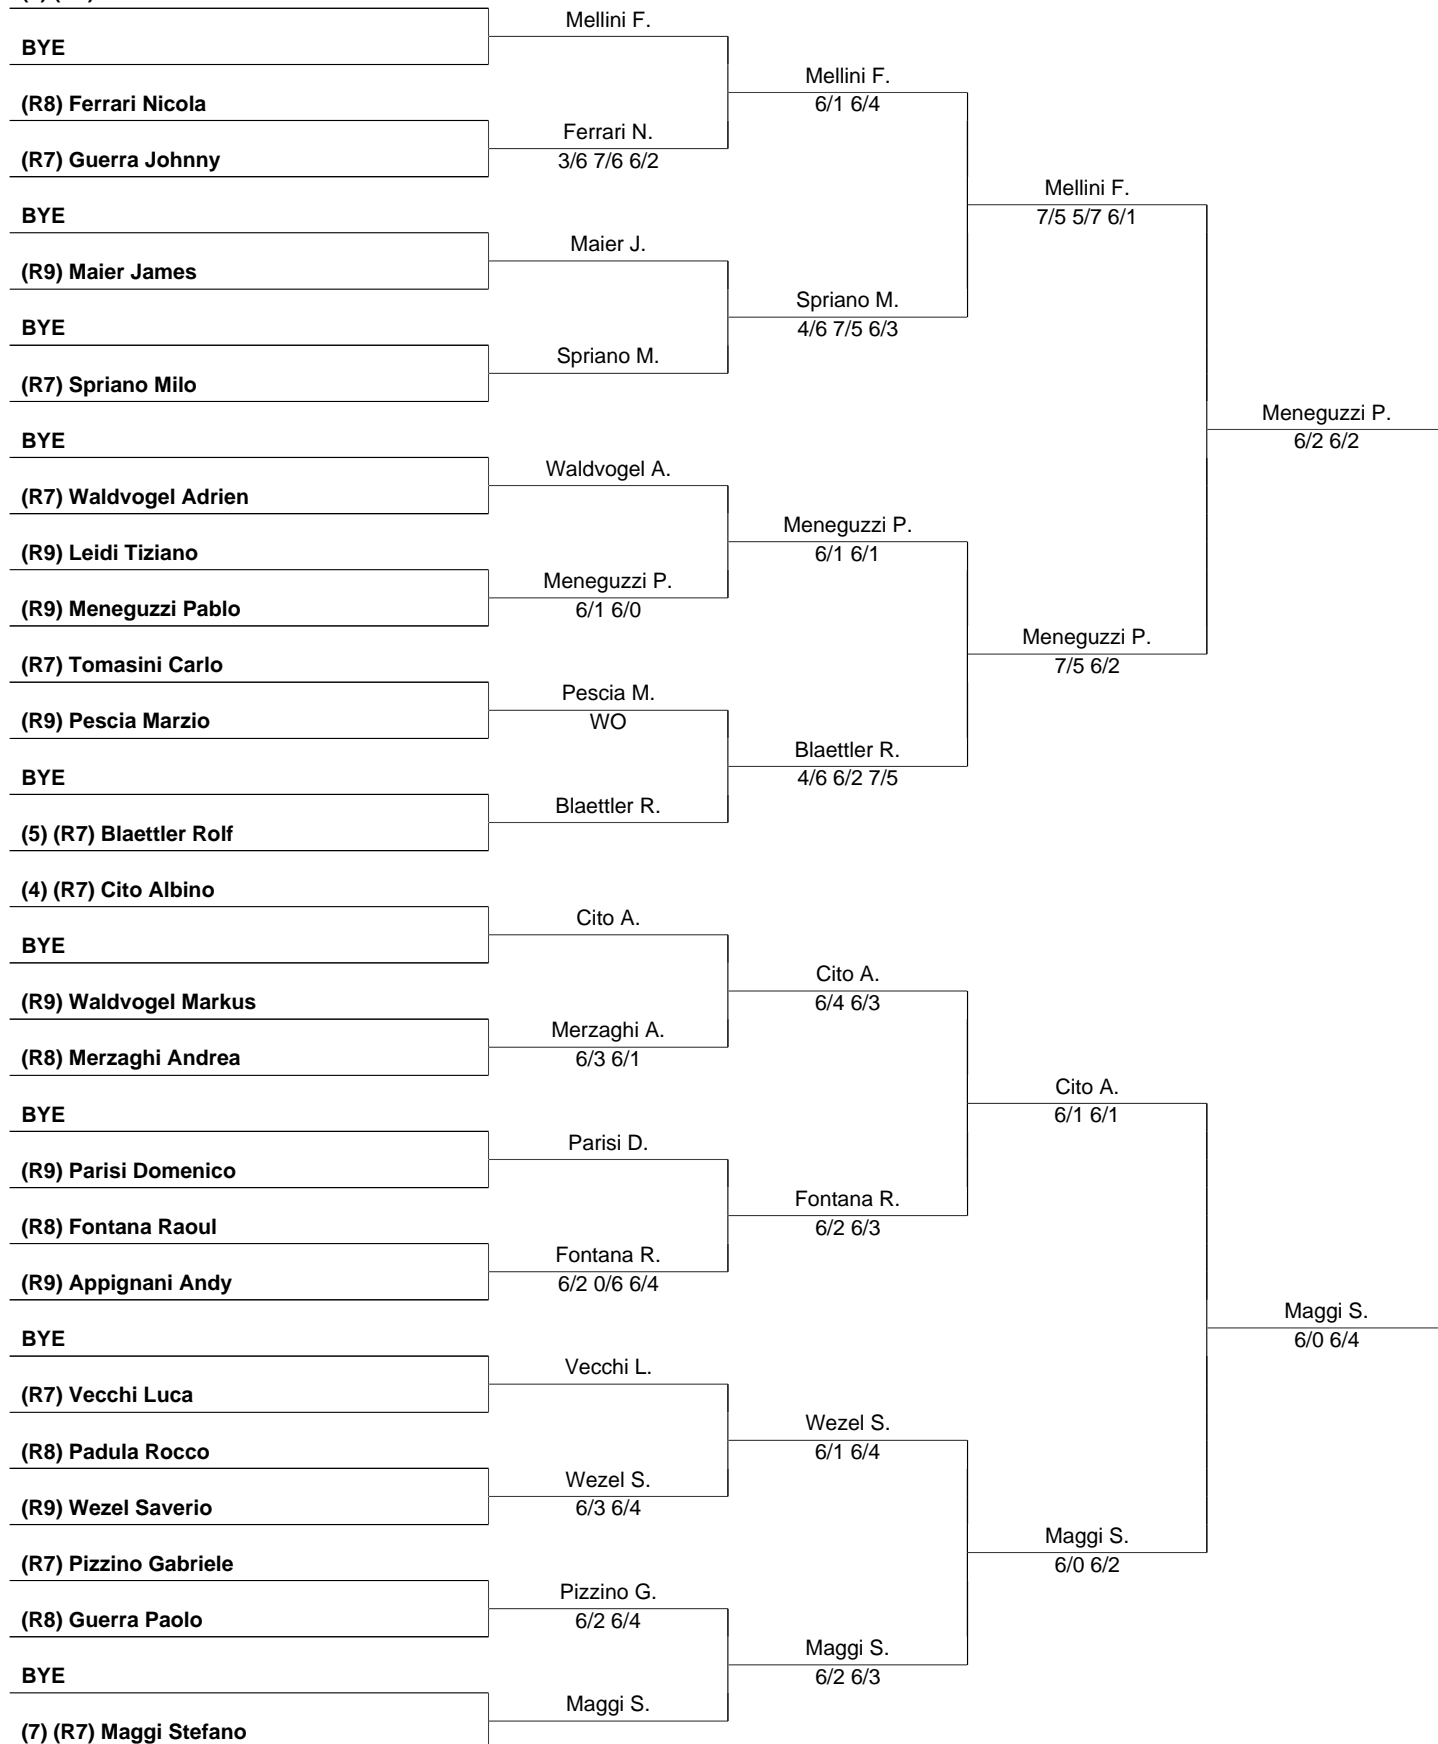 BYE
(R8) Ferrari Nicola
(R7) Guerra Johnny
BYE
(R9) Maier James
BYE
(R7) Spriano Milo
BYE
(R7) Waldvogel Adrien
(R9) Leidi Tiziano
(R9) Meneguzzi Pablo
(R7) Tomasini Carlo
(R9) Pescia Marzio
BYE
(5) (R7) Blaettler Rolf
(4) (R7) Cito Albino
BYE
(R9) Waldvogel Markus
(R8) Merzaghi Andrea
BYE
(R9) Parisi Domenico
(R8) Fontana Raoul
(R9) Appignani Andy
BYE
(R7) Vecchi Luca
(R8) Padula Rocco
(R9) Wezel Saverio
(R7) Pizzino Gabriele
(R8) Guerra Paolo
BYE
(7) (R7) Maggi Stefano
Mellini F.
Ferrari N.
3/6 7/6 6/2
Maier J.
Spriano M.
Waldvogel A.
Meneguzzi P.
6/1 6/0
Pescia M.
WO
Blaettler R.
Cito A.
Merzaghi A.
6/3 6/1
Parisi D.
Fontana R.
6/2 0/6 6/4
Vecchi L.
Wezel S.
6/3 6/4
Pizzino G.
6/2 6/4
Maggi S.
Mellini F.
6/1 6/4
Spriano M.
4/6 7/5 6/3
Meneguzzi P.
6/1 6/1
Blaettler R.
4/6 6/2 7/5
Cito A.
6/4 6/3
Fontana R.
6/2 6/3
Wezel S.
6/1 6/4
Maggi S.
6/2 6/3
Mellini F.
7/5 5/7 6/1
Meneguzzi P.
7/5 6/2
Cito A.
6/1 6/1
Maggi S.
6/0 6/2
Meneguzzi P.
6/2 6/2
Maggi S.
6/0 6/4